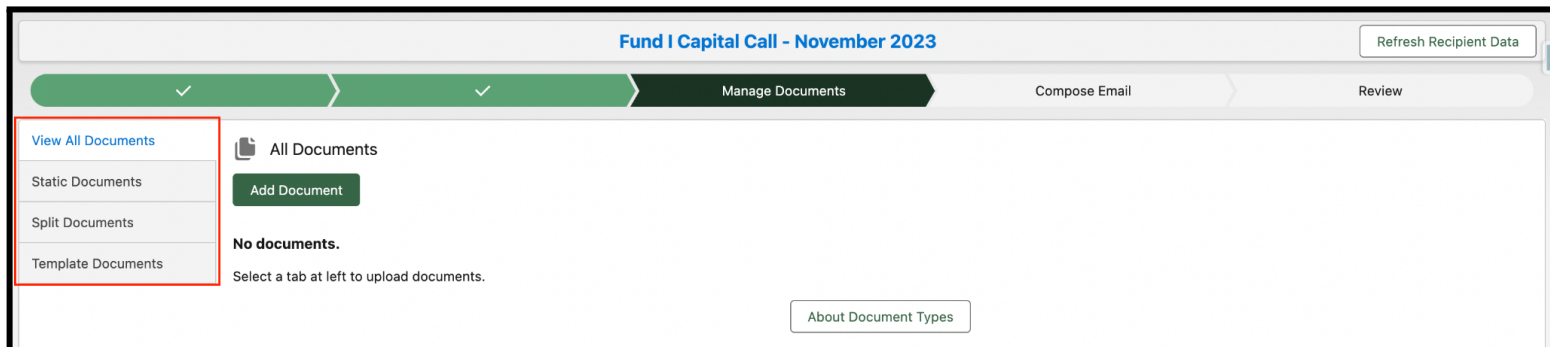 Fund I Capital Call - November 2023
Refresh Recipient Data
Manage Documents
Compose Email
Review
View All Documents
Static Documents
Split Documents
Template Documents
All Documents
Add Document
No documents.
Select a tab at left to upload documents.
About Document Types